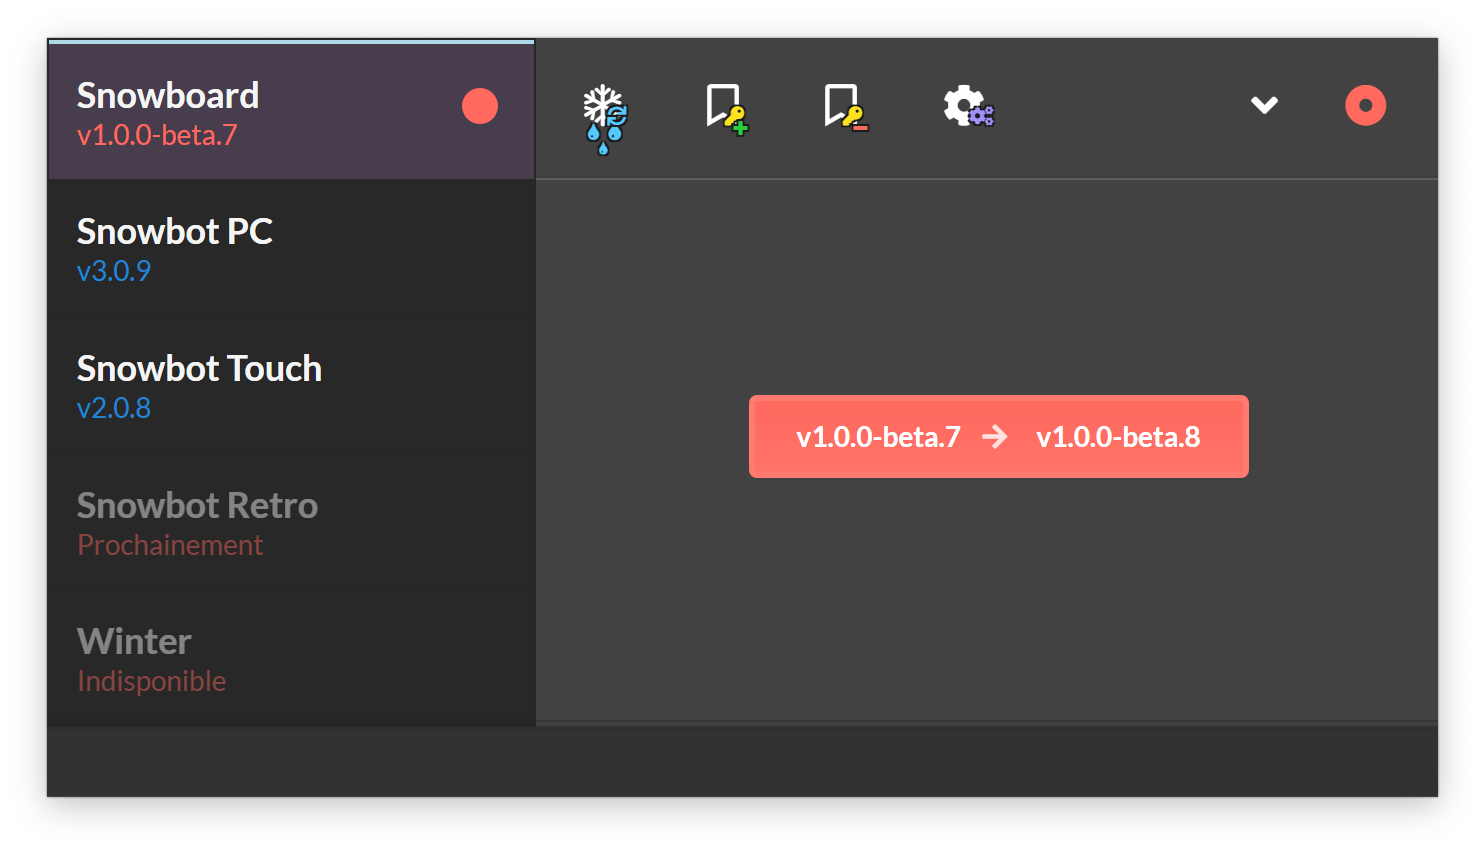 Snowboard
v1.0.0-beta.7
Snowbot PC
v3.0.9
Snowbot Touch
v2.0.8
Snowbot Retro
Prochainement
Winter
Indisponible
v1.0.0-beta.7 → v1.0.0-beta.8